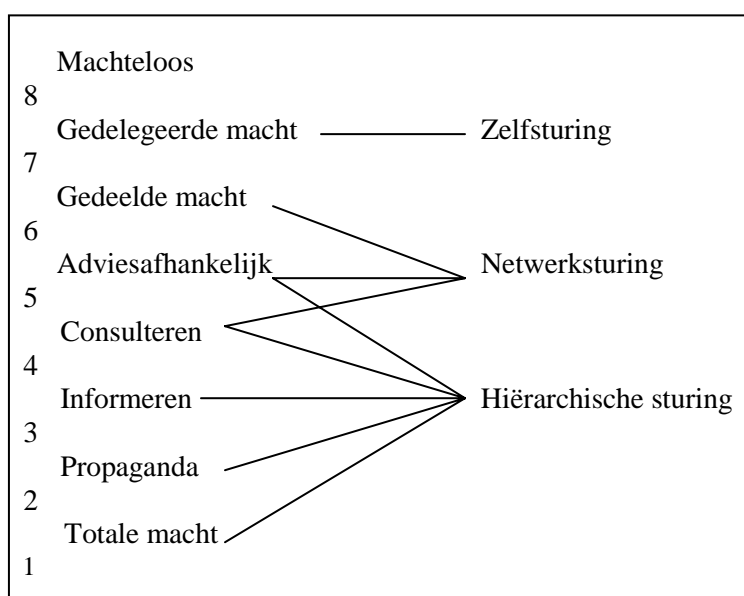 Machteloos
8
Gedelegeerde macht Zelfsturing
7
Gedeelde macht
6
Adviesafhankelijk Netwerksturing
5
Consulteren
4
Informeren Hiërarchische sturing
3
Propaganda
2
Totale macht
1